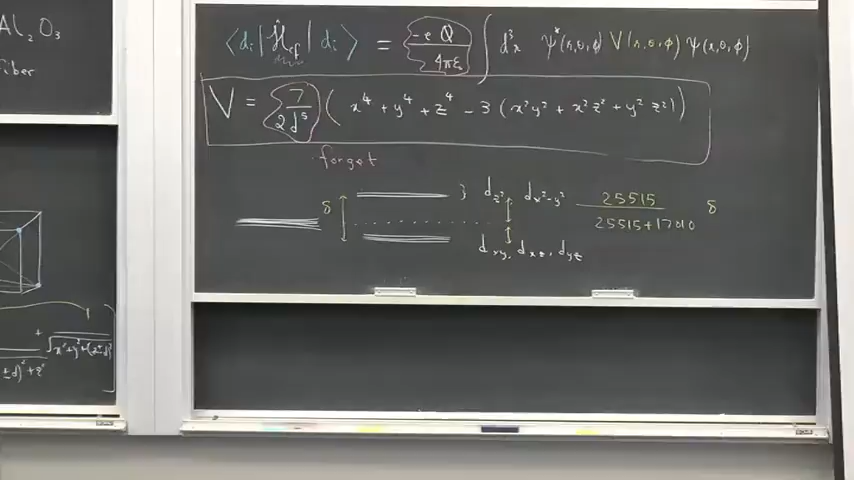 Al₂O₃
fiber
⟨dᵢ|Ĥ_cf|dᵢ⟩ = -e Q / 4πε₀ ∫ d³x ψ*(r,θ,φ) V(r,θ,φ) ψ(r,θ,φ)
V = 7 / 2d⁵ ( x⁴ + y⁴ + z⁴ - 3 (x²y² + x²z² + y²z²) )
forget
δ } d_z², d_x²-y² 25515 / 25515+17010 δ
d_xy, d_xz, d_yz